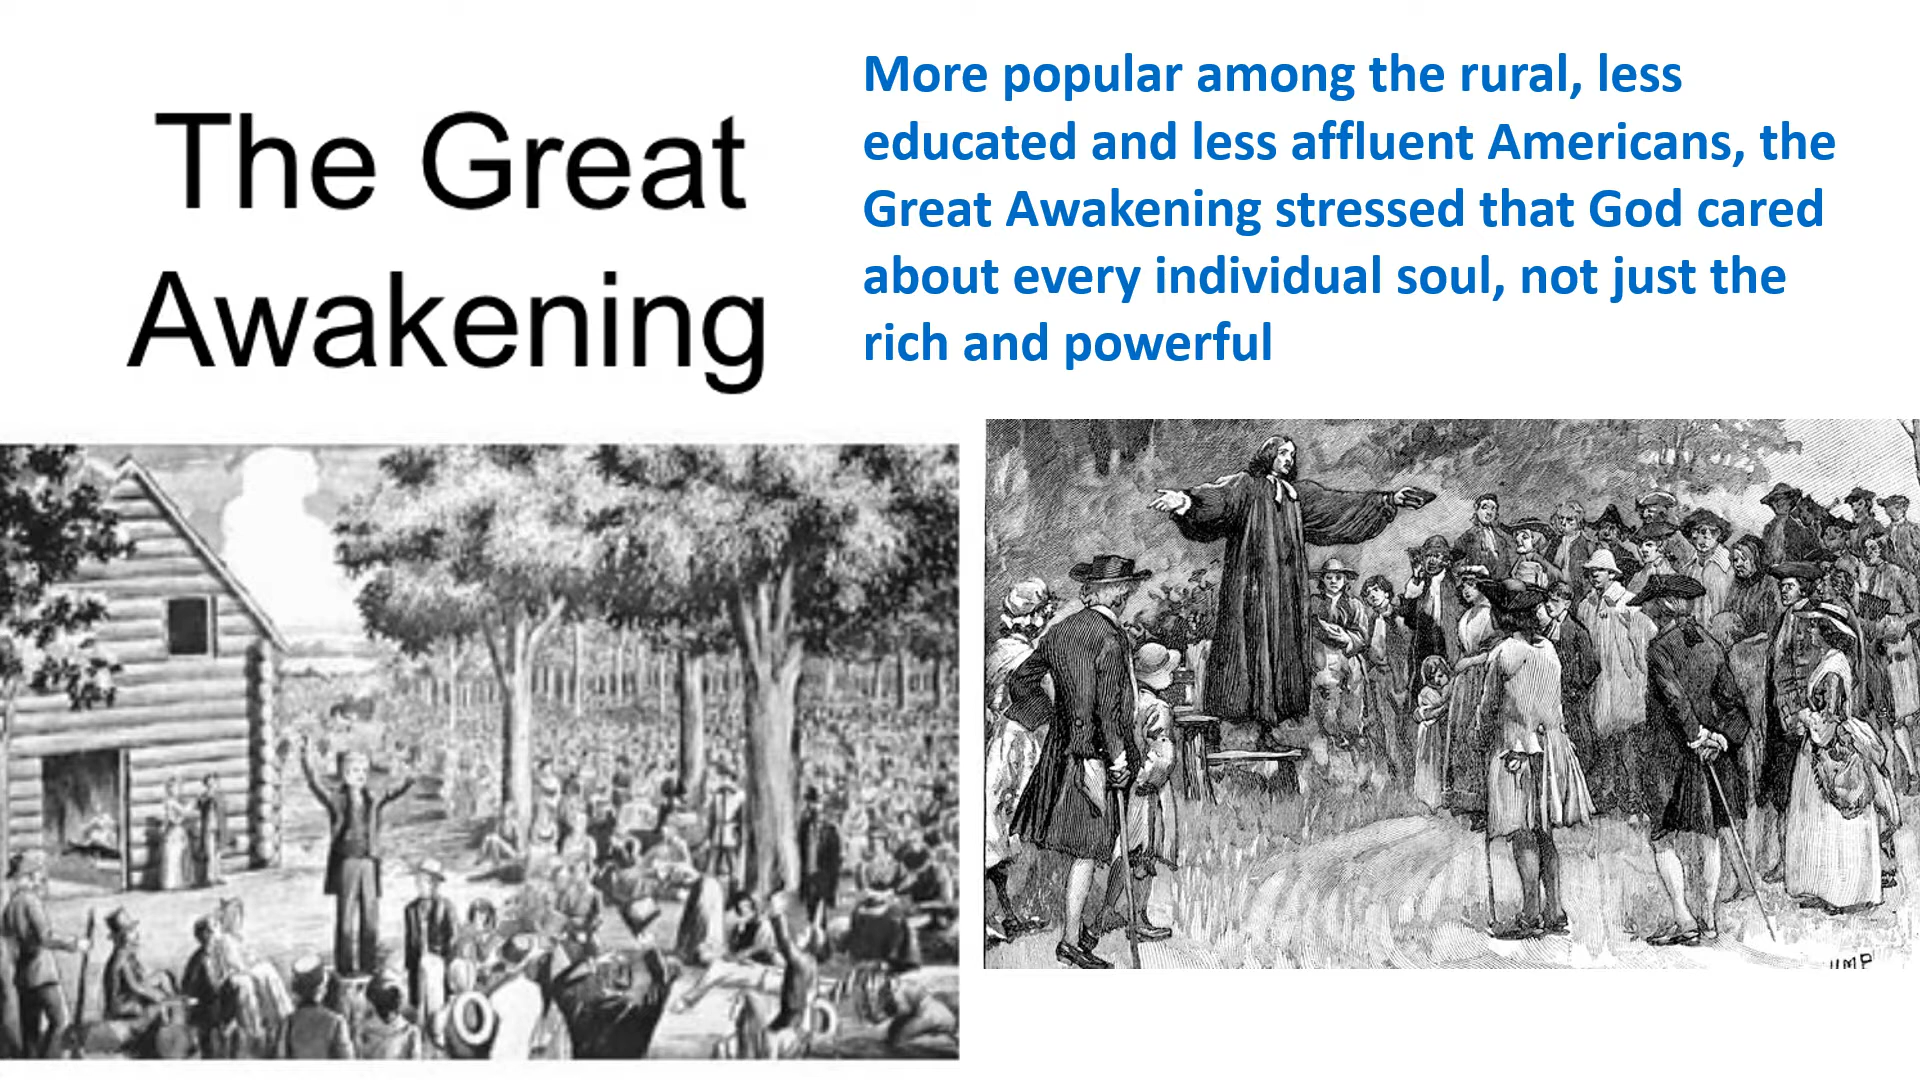 The Great
Awakening
More popular among the rural, less
educated and less affluent Americans, the
Great Awakening stressed that God cared
about every individual soul, not just the
rich and powerful